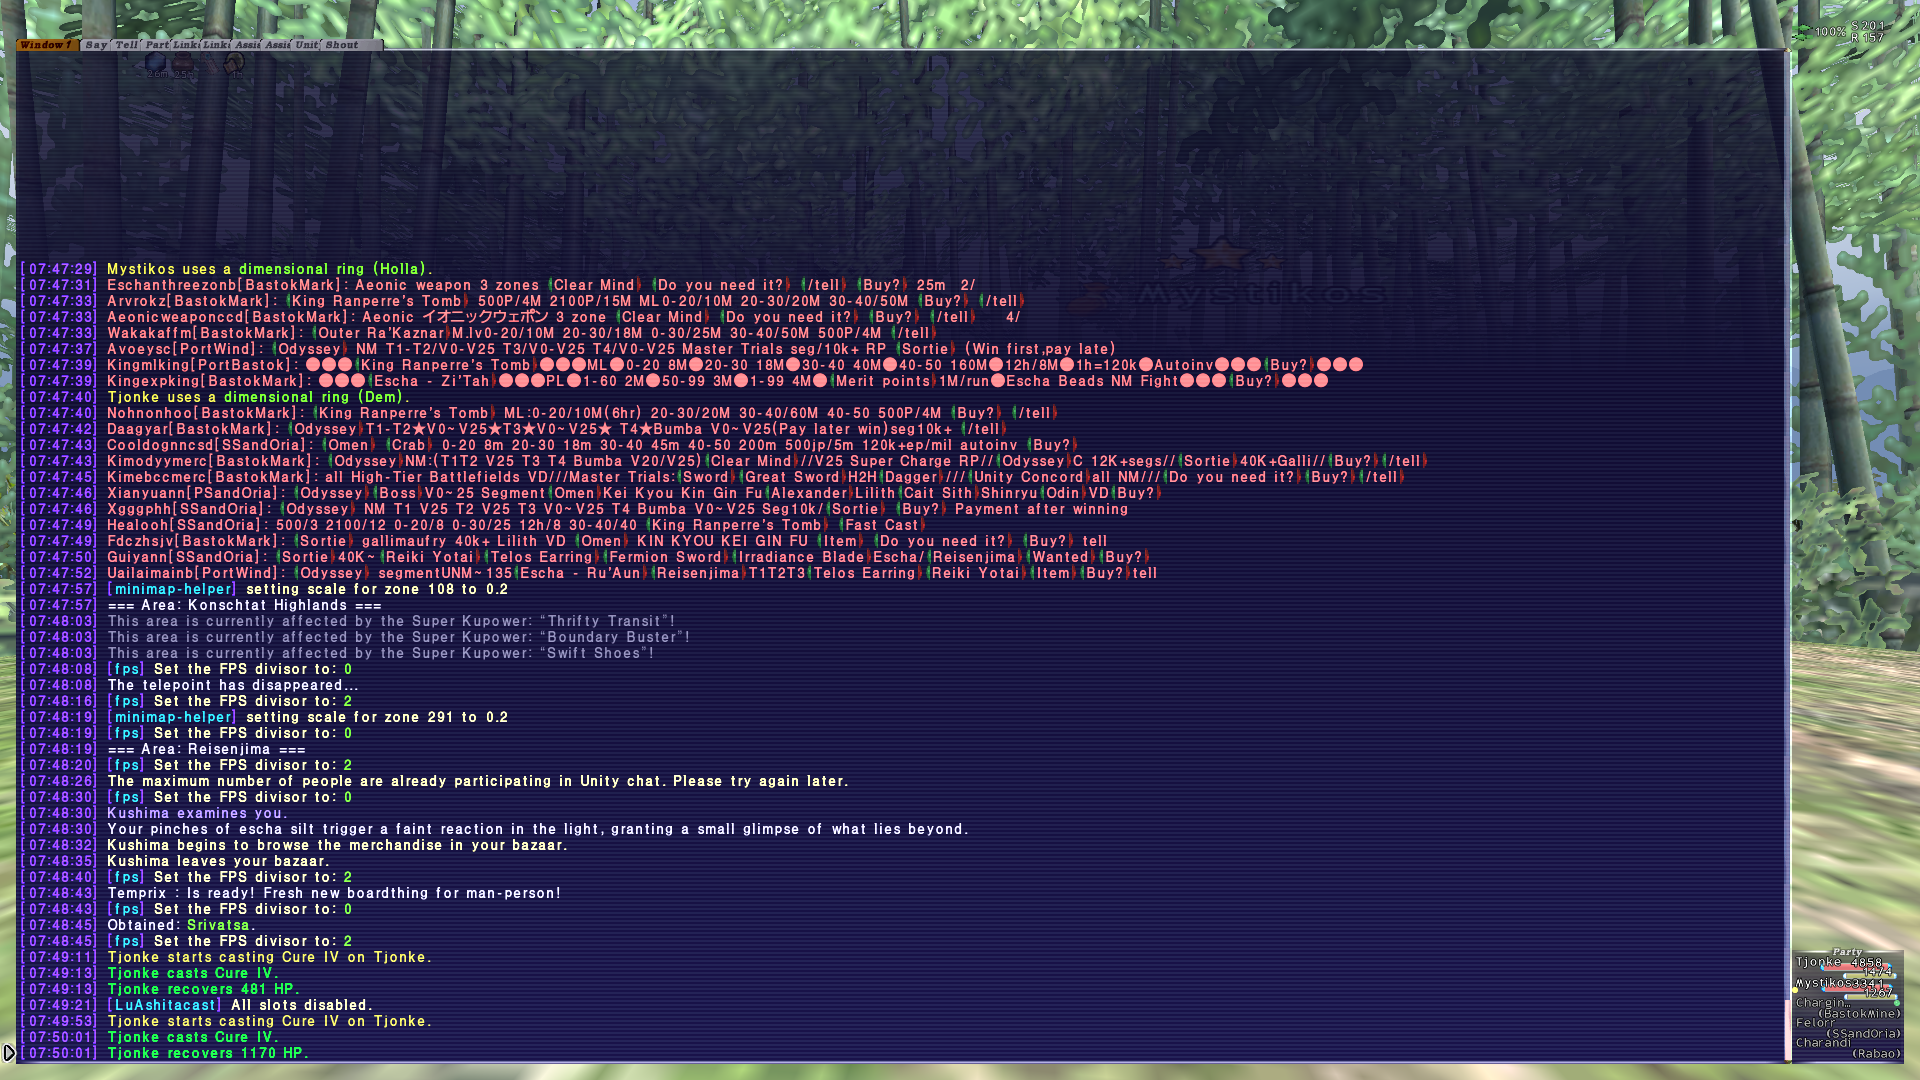 Window 1 Say Tell Part Link Link Assi Assi Unit Shout
100% S 201
R 157
Mystikos
[07:47:29] Mystikos uses a dimensional ring (Holla).
[07:47:31] Eschanthreezonb[BastokMark]: Aeonic weapon 3 zones {Clear Mind} {Do you need it?} {/tell} {Buy?} 25m 2/
[07:47:33] Arvrokz[BastokMark]: {King Ranperre's Tomb} 500P/4M 2100P/15M ML0-20/10M 20-30/20M 30-40/50M {Buy?} {/tell}
[07:47:33] Aeonicweaponccd[BastokMark]: Aeonic イオニックウェポン 3 zone {Clear Mind} {Do you need it?} {Buy?} {/tell} 4/
[07:47:33] Wakakaffm[BastokMark]: {Outer Ra'Kaznar}M.lv0-20/10M 20-30/18M 0-30/25M 30-40/50M 500P/4M {/tell}
[07:47:37] Avoeysc[PortWind]: {Odyssey} NM T1-T2/V0-V25 T3/V0-V25 T4/V0-V25 Master Trials seg/10k+ RP {Sortie} (Win first,pay late)
[07:47:39] Kingmlking[PortBastok]: ●●●{King Ranperre's Tomb}●●●ML●0-20 8M●20-30 18M●30-40 40M●40-50 160M●12h/8M●1h=120k●Autoinv●●●{Buy?}●●●
[07:47:39] Kingexpking[BastokMark]: ●●●{Escha - Zi'Tah}●●●PL●1-60 2M●50-99 3M●1-99 4M●{Merit points}1M/run●Escha Beads NM Fight●●●{Buy?}●●●
[07:47:40] Tjonke uses a dimensional ring (Dem).
[07:47:40] Nohnonhoo[BastokMark]: {King Ranperre's Tomb} ML:0-20/10M(6hr) 20-30/20M 30-40/60M 40-50 500P/4M {Buy?} {/tell}
[07:47:42] Daagyar[BastokMark]: {Odyssey}T1-T2★V0~V25★T3★V0~V25★ T4★Bumba V0~V25(Pay later win)seg10k+ {/tell}
[07:47:43] Cooldognncsd[SSandOria]: {Omen} {Crab} 0-20 8m 20-30 18m 30-40 45m 40-50 200m 500jp/5m 120k+ep/mil autoinv {Buy?}
[07:47:43] Kimodyymerc[BastokMark]: {Odyssey}NM:(T1T2 V25 T3 T4 Bumba V20/V25){Clear Mind}//V25 Super Charge RP//{Odyssey}C 12K+segs//{Sortie}40K+Galli//{Buy?}{/tell}
[07:47:45] Kimebccmerc[BastokMark]: all High-Tier Battlefields VD///Master Trials:{Sword}{Great Sword}H2H{Dagger}///{Unity Concord}all NM///{Do you need it?}{Buy?}{/tell}
[07:47:46] Xianyuann[PSandOria]: {Odyssey}{Boss}V0~25 Segment{Omen}Kei Kyou Kin Gin Fu{Alexander}Lilith{Cait Sith}Shinryu{Odin}VD{Buy?}
[07:47:46] Xgggphh[SSandOria]: {Odyssey} NM T1 V25 T2 V25 T3 V0~V25 T4 Bumba V0~V25 Seg10k/{Sortie} {Buy?} Payment after winning
[07:47:49] Healooh[SSandOria]: 500/3 2100/12 0-20/8 0-30/25 12h/8 30-40/40 {King Ranperre's Tomb} {Fast Cast}
[07:47:49] Fdczhsjv[BastokMark]: {Sortie} gallimaufry 40k+ Lilith VD {Omen} KIN KYOU KEI GIN FU {Item} {Do you need it?} {Buy?} tell
[07:47:50] Guiyann[SSandOria]: {Sortie}40K~{Reiki Yotai}{Telos Earring}{Fermion Sword}{Irradiance Blade}Escha/{Reisenjima}{Wanted}{Buy?}
[07:47:52] Uailaimainb[PortWind]: {Odyssey} segmentUNM~135{Escha - Ru'Aun}{Reisenjima}T1T2T3{Telos Earring}{Reiki Yotai}{Item}{Buy?}tell
[07:47:57] [minimap-helper] setting scale for zone 108 to 0.2
[07:47:57] === Area: Konschtat Highlands ===
[07:48:03] This area is currently affected by the Super Kupower: “Thrifty Transit”!
[07:48:03] This area is currently affected by the Super Kupower: “Boundary Buster”!
[07:48:03] This area is currently affected by the Super Kupower: “Swift Shoes”!
[07:48:08] [fps] Set the FPS divisor to: 0
[07:48:08] The telepoint has disappeared...
[07:48:16] [fps] Set the FPS divisor to: 2
[07:48:19] [minimap-helper] setting scale for zone 291 to 0.2
[07:48:19] [fps] Set the FPS divisor to: 0
[07:48:19] === Area: Reisenjima ===
[07:48:20] [fps] Set the FPS divisor to: 2
[07:48:26] The maximum number of people are already participating in Unity chat. Please try again later.
[07:48:30] [fps] Set the FPS divisor to: 0
[07:48:30] Kushima examines you.
[07:48:30] Your pinches of escha silt trigger a faint reaction in the light, granting a small glimpse of what lies beyond.
[07:48:32] Kushima begins to browse the merchandise in your bazaar.
[07:48:35] Kushima leaves your bazaar.
[07:48:40] [fps] Set the FPS divisor to: 2
[07:48:43] Temprix : Is ready! Fresh new boardthing for man-person!
[07:48:43] [fps] Set the FPS divisor to: 0
[07:48:45] Obtained: Srivatsa.
[07:48:45] [fps] Set the FPS divisor to: 2
[07:49:11] Tjonke starts casting Cure IV on Tjonke.
[07:49:13] Tjonke casts Cure IV.
[07:49:13] Tjonke recovers 481 HP.
[07:49:21] [LuAshitacast] All slots disabled.
[07:49:53] Tjonke starts casting Cure IV on Tjonke.
[07:50:01] Tjonke casts Cure IV.
[07:50:01] Tjonke recovers 1170 HP.
Party
Tjonke 4858
1474
Mystikos3341
1267
Chargin…
(BastokMine)
Felorr
(SSandOria)
Charandi
(Rabao)